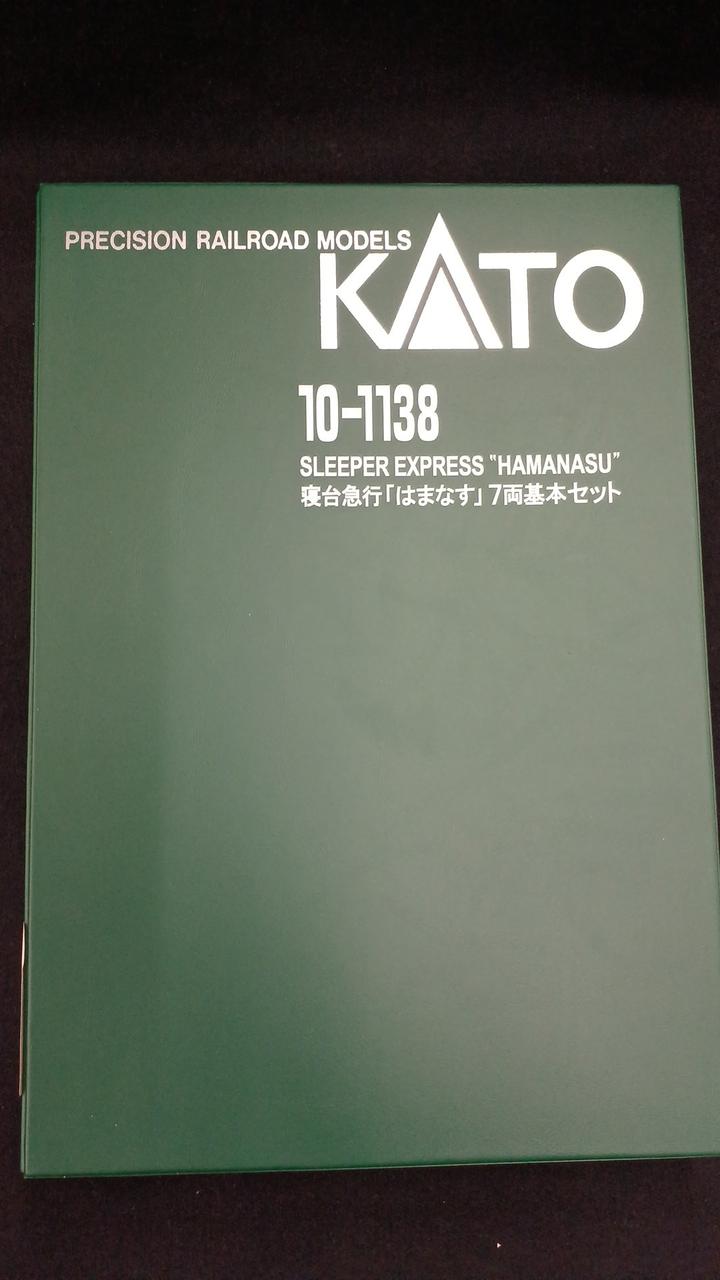 PRECISION RAILROAD MODELS
KATO
10-1138
SLEEPER EXPRESS "HAMANASU"
寝台急行「はまなす」7両基本セット